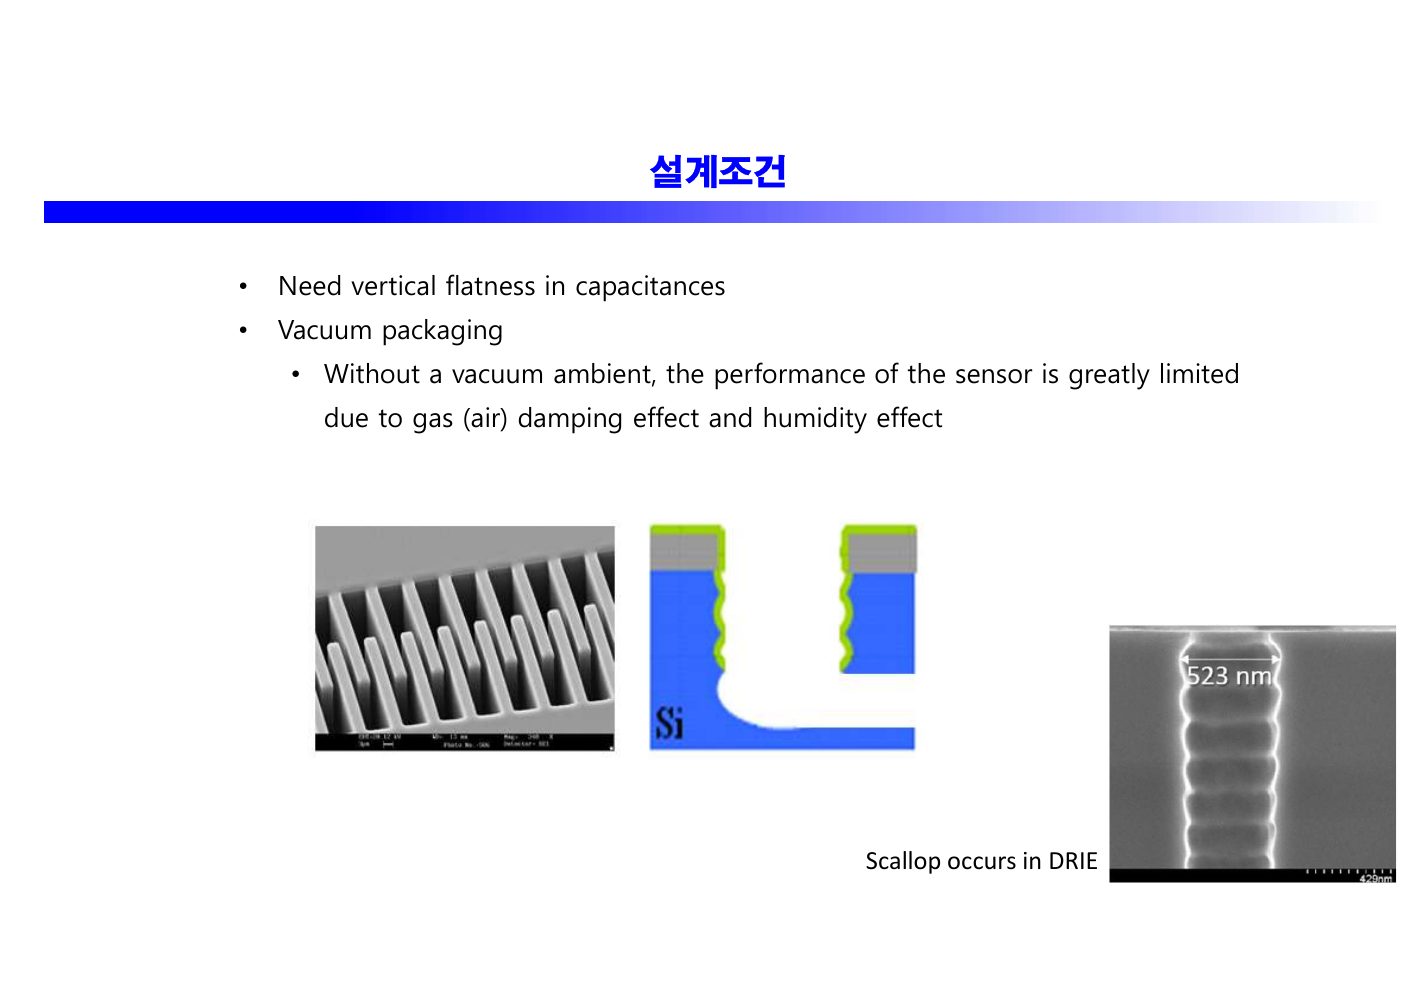 설계조건
• Need vertical flatness in capacitances
• Vacuum packaging
• Without a vacuum ambient, the performance of the sensor is greatly limited
due to gas (air) damping effect and humidity effect
Si
523 nm
Scallop occurs in DRIE
429nm